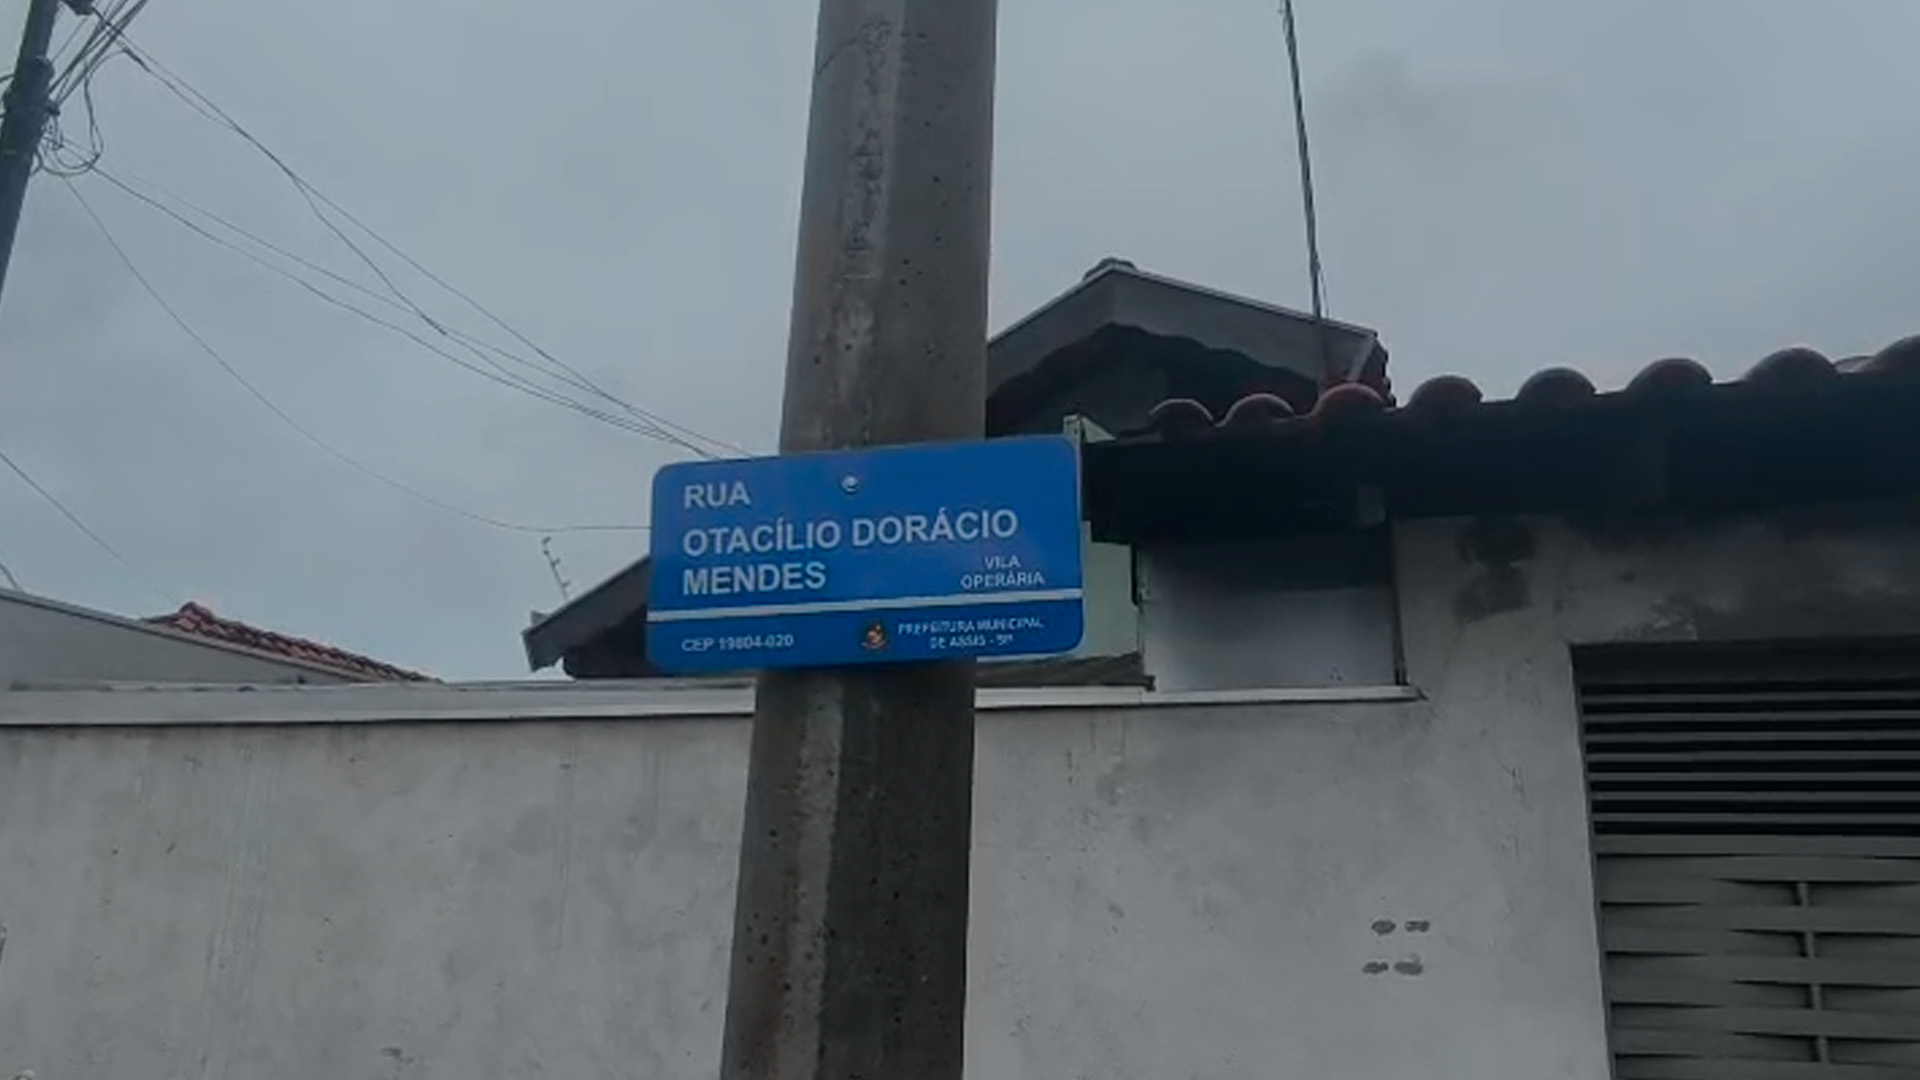 RUA
OTACÍLIO DORÁCIO
MENDES
VILA
OPERÁRIA
CEP 19804-020
PREFEITURA MUNICIPAL
DE ASSIS - SP